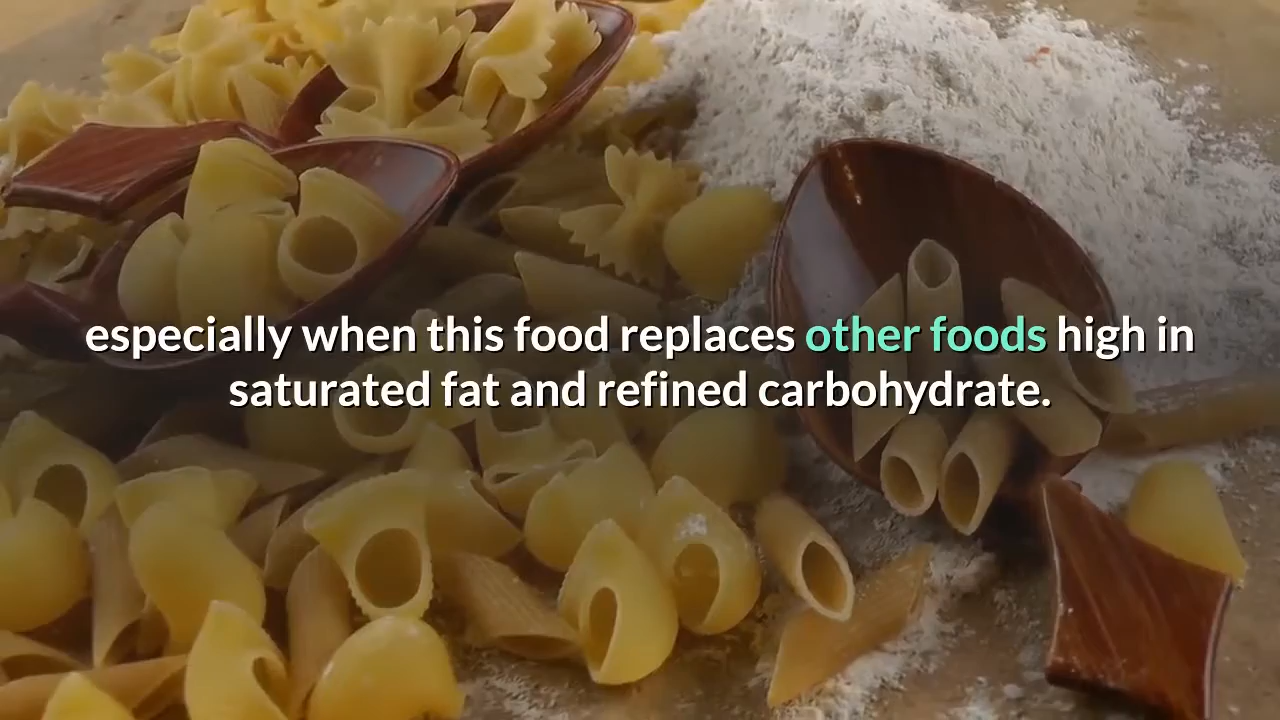 especially when this food replaces other foods high in
saturated fat and refined carbohydrate.